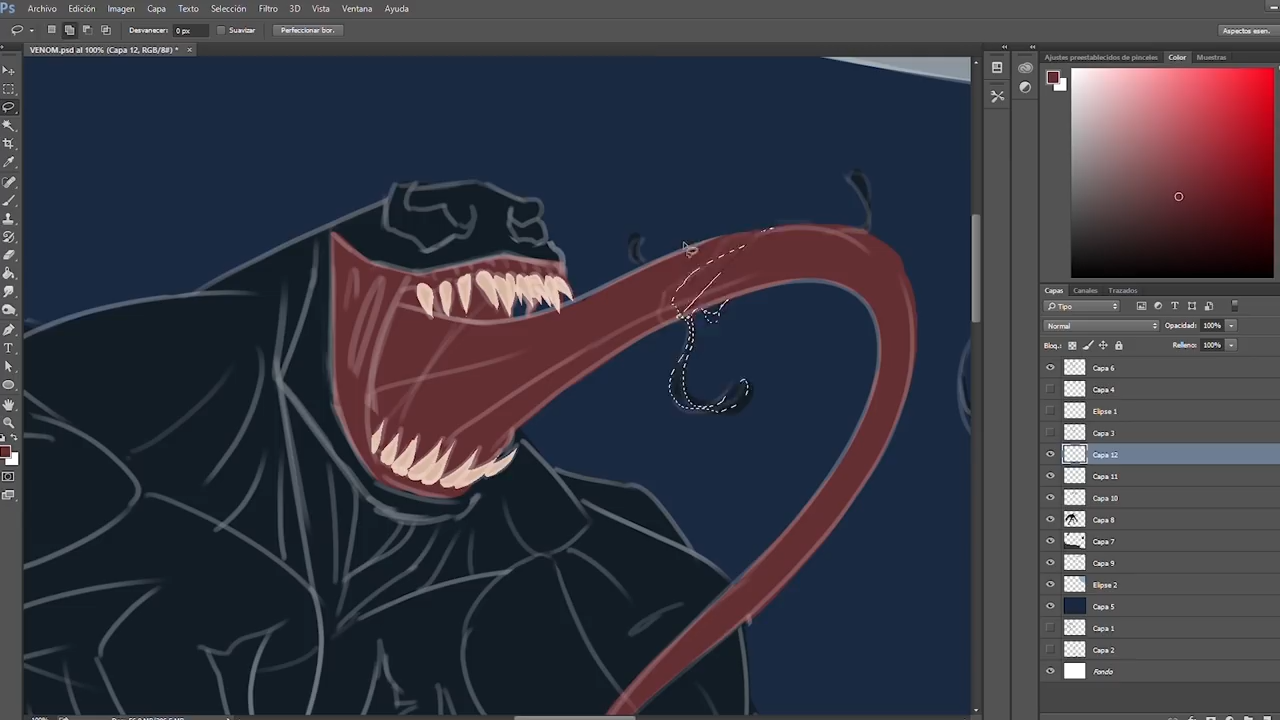 Ps Archivo Edición Imagen Capa Texto Selección Filtro 3D Vista Ventana Ayuda
Desvanecer: 0 px Suavizar Perfeccionar bor.
Aspectos esen.
VENOM.psd al 100% (Capa 12, RGB/8#) * ×
Ajustes preestablecidos de pinceles Color Muestras
Capas Canales Trazados
Tipo
Normal Opacidad: 100%
Bloq.: Relleno: 100%
Capa 6
Capa 4
Elipse 1
Capa 3
Capa 12
Capa 11
Capa 10
Capa 8
Capa 7
Capa 9
Elipse 2
Capa 5
Capa 1
Capa 2
Fondo